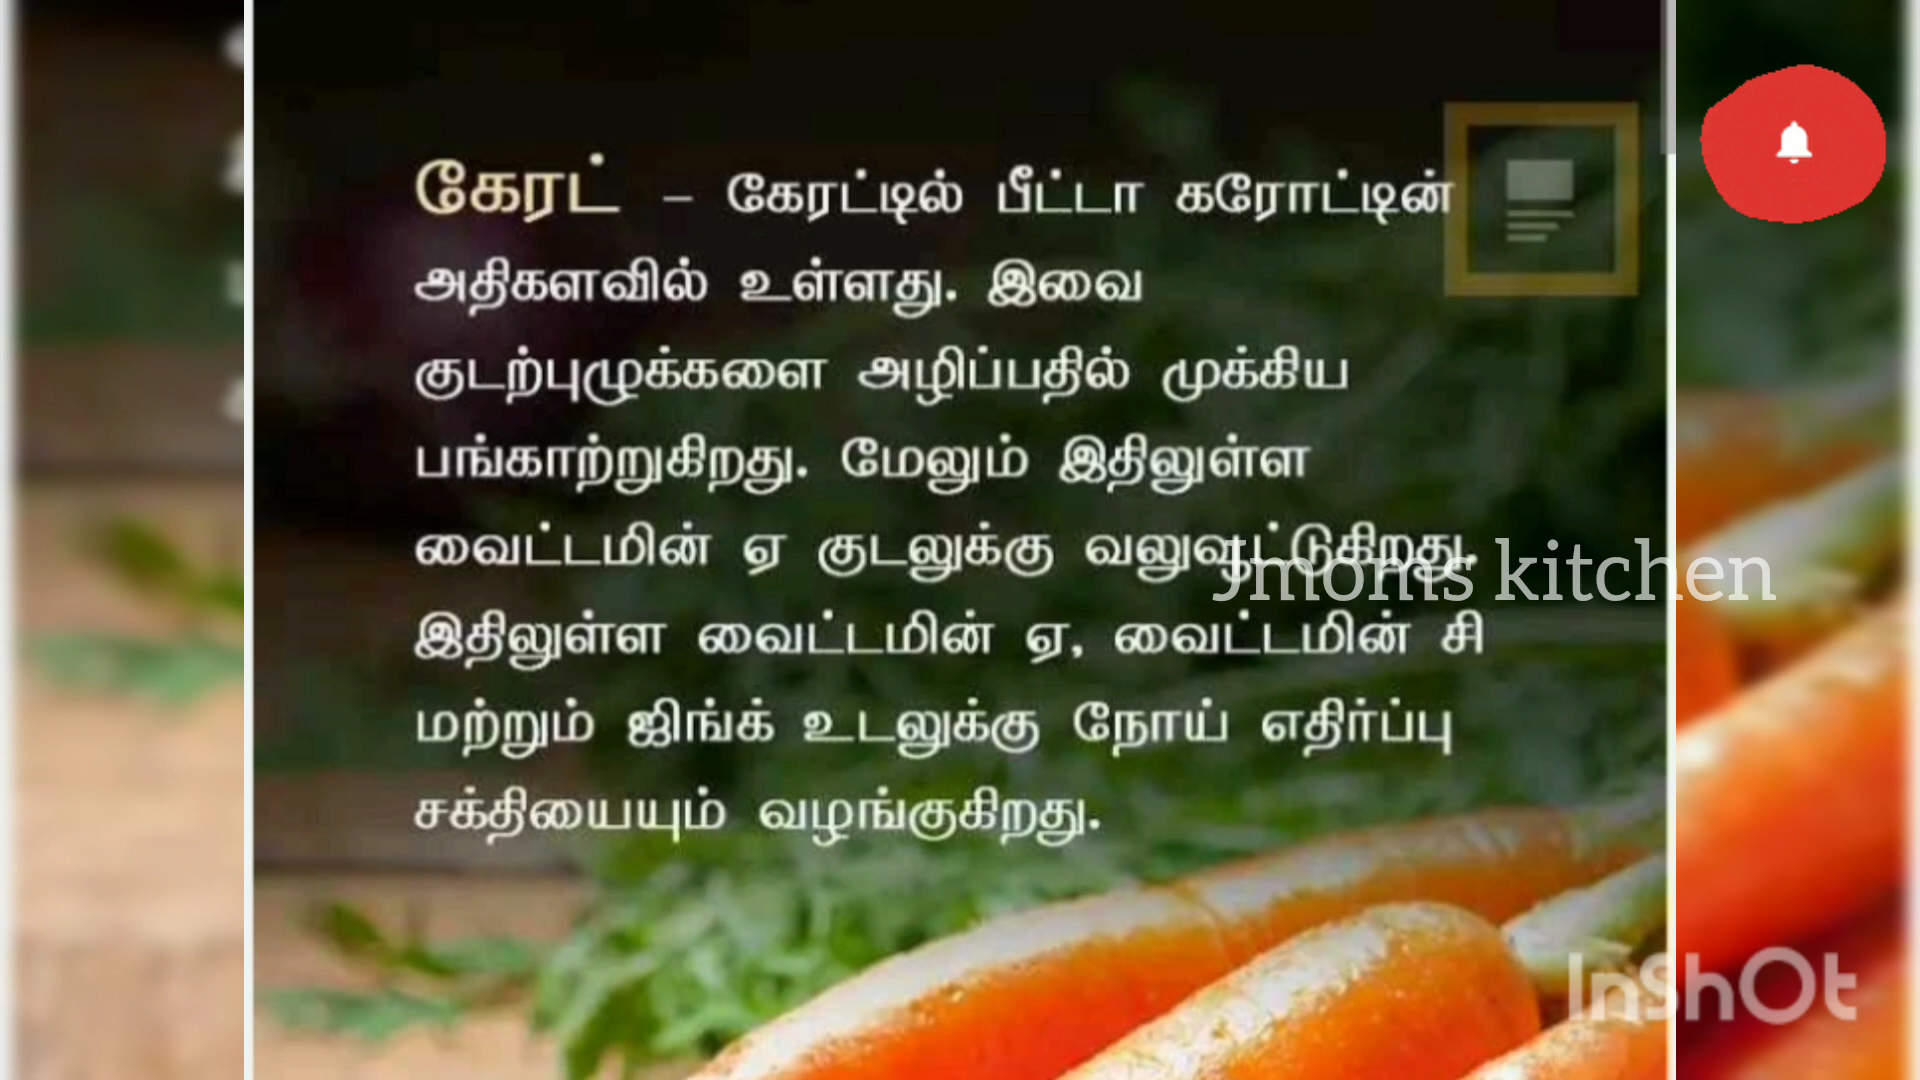 கேரட் – கேரட்டில் பீட்டா கரோட்டின்
அதிகளவில் உள்ளது. இவை
குடற்புழுக்களை அழிப்பதில் முக்கிய
பங்காற்றுகிறது. மேலும் இதிலுள்ள
வைட்டமின் ஏ குடலுக்கு வலுவூட்டுகிறது.
Jmoms kitchen
இதிலுள்ள வைட்டமின் ஏ, வைட்டமின் சி
மற்றும் ஜிங்க் உடலுக்கு நோய் எதிர்ப்பு
சக்தியையும் வழங்குகிறது.
InShOt